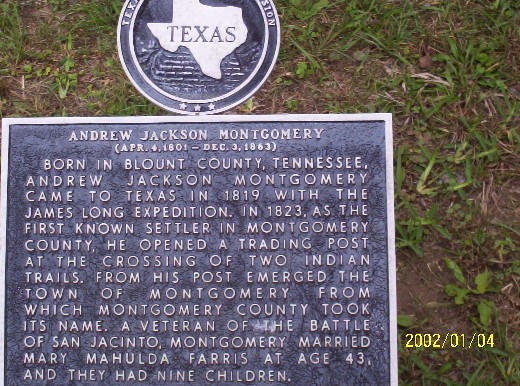 TEXAS
ANDREW JACKSON MONTGOMERY
(APR. 4, 1801 – DEC. 3, 1863)
BORN IN BLOUNT COUNTY, TENNESSEE,
ANDREW JACKSON MONTGOMERY
CAME TO TEXAS IN 1819 WITH THE
JAMES LONG EXPEDITION. IN 1823, AS THE
FIRST KNOWN SETTLER IN MONTGOMERY
COUNTY, HE OPENED A TRADING POST
AT THE CROSSING OF TWO INDIAN
TRAILS. FROM HIS POST EMERGED THE
TOWN OF MONTGOMERY FROM
WHICH MONTGOMERY COUNTY TOOK
ITS NAME. A VETERAN OF THE BATTLE
OF SAN JACINTO, MONTGOMERY MARRIED
MARY MAHULDA FARRIS AT AGE 43,
AND THEY HAD NINE CHILDREN.
2002/01/04